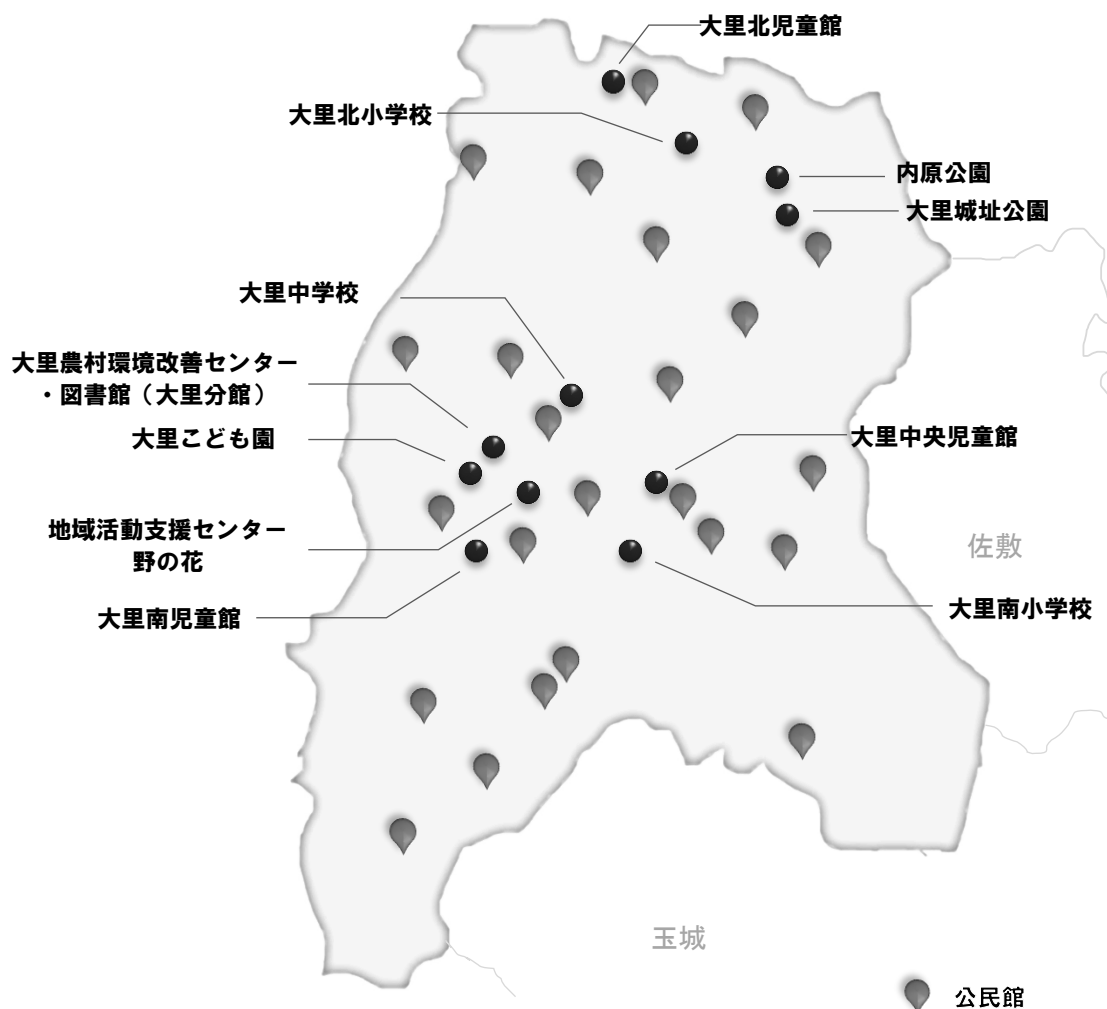 大里北児童館
大里北小学校
内原公園
大里城址公園
大里中学校
大里農村環境改善センター
・図書館（大里分館）
大里こども園
大里中央児童館
地域活動支援センター
野の花
佐敷
大里南児童館
大里南小学校
玉城
公民館